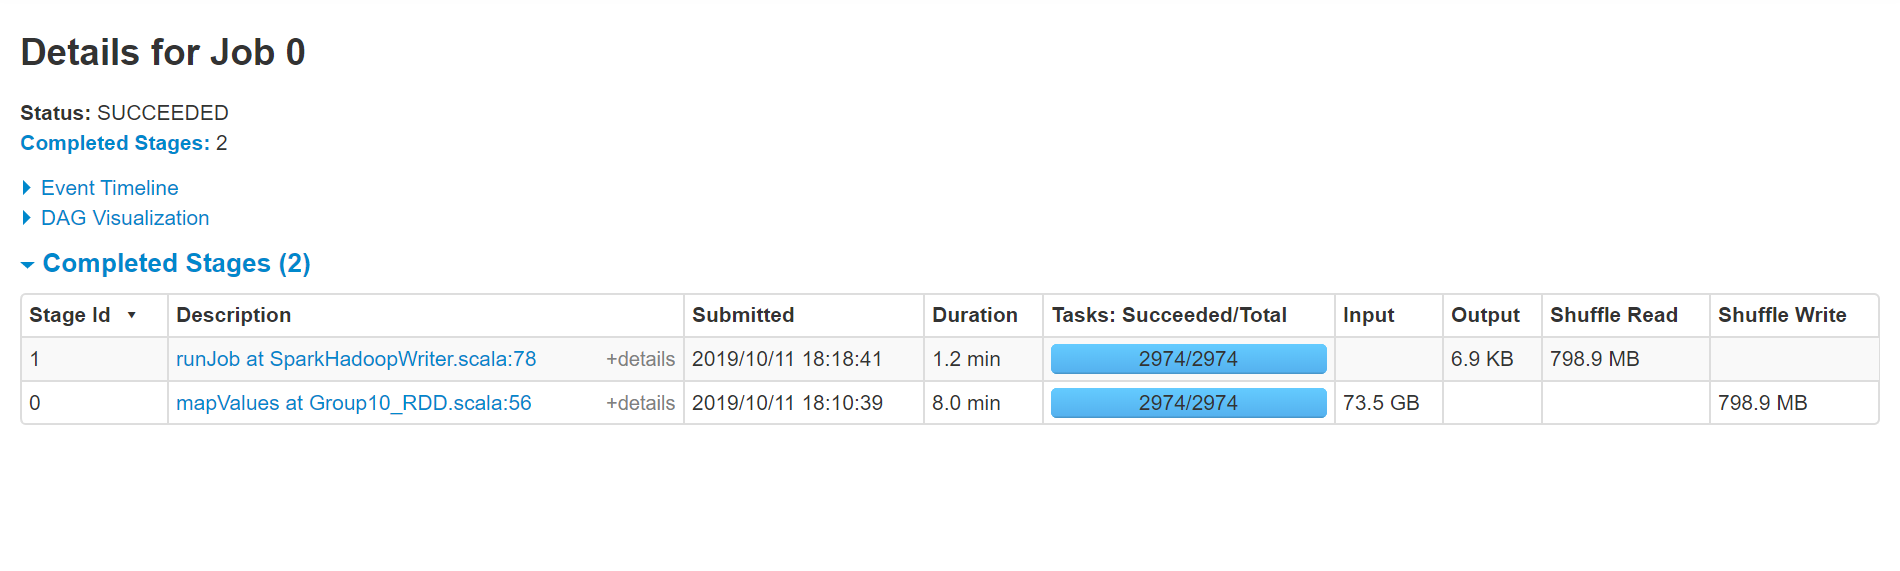 Details for Job 0
Status: SUCCEEDED
Completed Stages: 2
Event Timeline
DAG Visualization
Completed Stages (2)
Stage Id Description Submitted Duration Tasks: Succeeded/Total Input Output Shuffle Read Shuffle Write
1 runJob at SparkHadoopWriter.scala:78 +details 2019/10/11 18:18:41 1.2 min 2974/2974 6.9 KB 798.9 MB
0 mapValues at Group10_RDD.scala:56 +details 2019/10/11 18:10:39 8.0 min 2974/2974 73.5 GB 798.9 MB